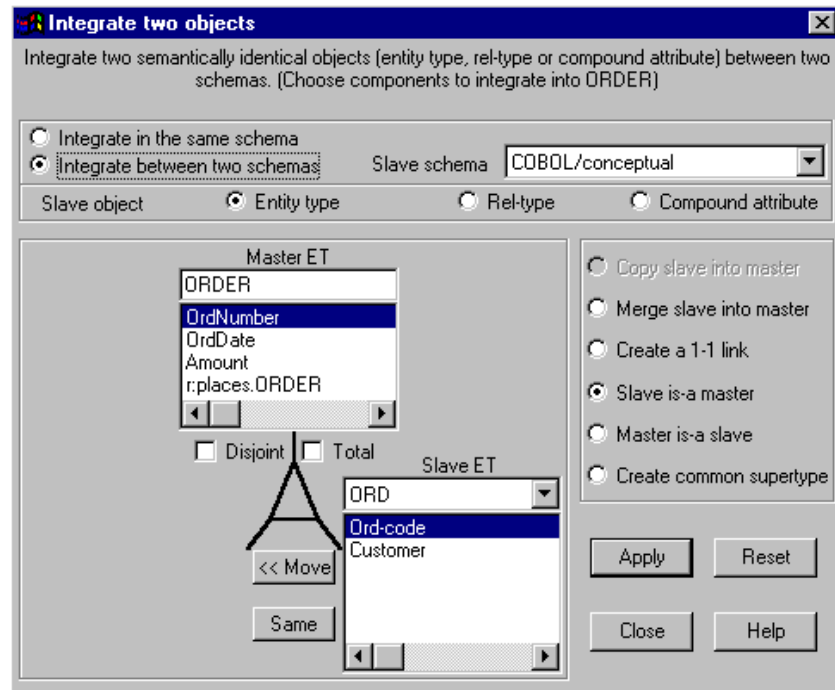 Integrate two objects
Integrate two semantically identical objects (entity type, rel-type or compound attribute) between two
schemas. (Choose components to integrate into ORDER)
Integrate in the same schema
Integrate between two schemas
Slave schema
COBOL/conceptual
Slave object
Entity type
Rel-type
Compound attribute
Master ET
ORDER
OrdNumber
OrdDate
Amount
r:places.ORDER
Disjoint
Total
Slave ET
ORD
Ord-code
Customer
<< Move
Same
Copy slave into master
Merge slave into master
Create a 1-1 link
Slave is-a master
Master is-a slave
Create common supertype
Apply
Reset
Close
Help